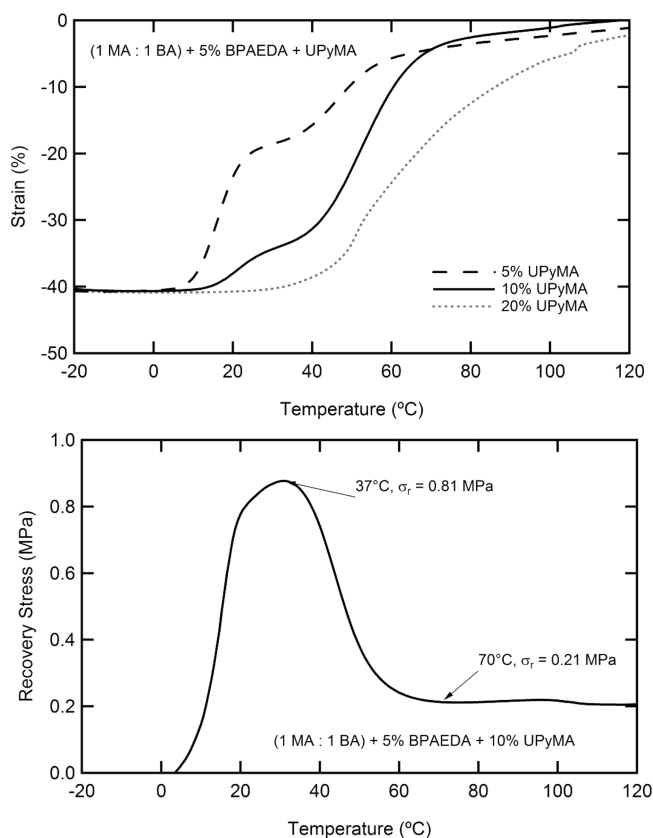 0
(1 MA : 1 BA) + 5% BPAEDA + UPyMA
-10
-20
Strain (%)
-30
5% UPyMA
10% UPyMA
-40
20% UPyMA
-50
-20 0 20 40 60 80 100 120
Temperature (ºC)
1.0
37°C, σr = 0.81 MPa
0.8
0.6
Recovery Stress (MPa)
0.4
70°C, σr = 0.21 MPa
0.2
(1 MA : 1 BA) + 5% BPAEDA + 10% UPyMA
0.0
-20 0 20 40 60 80 100 120
Temperature (ºC)